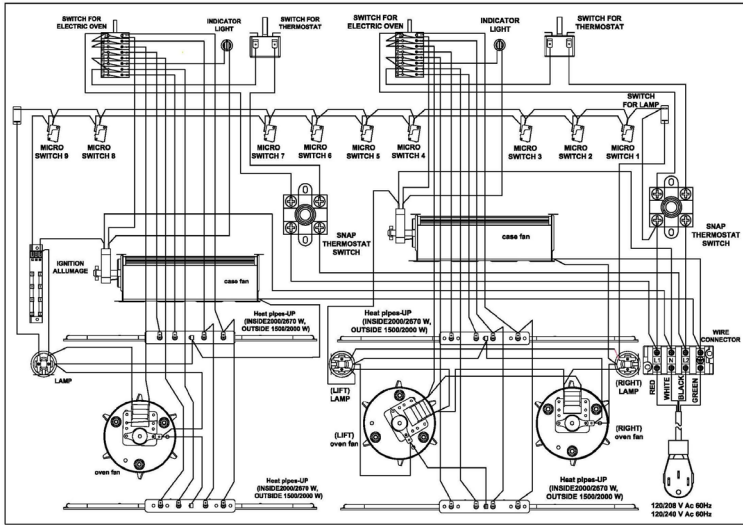 SWITCH FOR
ELECTRIC OVEN
INDICATOR
LIGHT
SWITCH FOR
THERMOSTAT
SWITCH FOR
ELECTRIC OVEN
INDICATOR
LIGHT
SWITCH FOR
THERMOSTAT
SWITCH
FOR LAMP
MICRO
SWITCH 9
MICRO
SWITCH 8
MICRO
SWITCH 7
MICRO
SWITCH 6
MICRO
SWITCH 5
MICRO
SWITCH 4
MICRO
SWITCH 3
MICRO
SWITCH 2
MICRO
SWITCH 1
SNAP
THERMOSTAT
SWITCH
SNAP
THERMOSTAT
SWITCH
IGNITION
ALLUMAGE
case fan
case fan
Heat pipes-UP
(INSIDE2000/2670 W,
OUTSIDE 1500/2000 W)
Heat pipes-UP
(INSIDE2000/2670 W,
OUTSIDE 1500/2000 W)
WIRE
CONNECTOR
L1
N
L2
RED
WHITE
BLACK
GREEN
LAMP
(LIFT)
LAMP
(RIGHT)
LAMP
oven fan
(LIFT)
oven fan
(RIGHT)
oven fan
Heat pipes-UP
(INSIDE2000/2670 W,
OUTSIDE 1500/2000 W)
Heat pipes-UP
(INSIDE2000/2670 W,
OUTSIDE 1500/2000 W)
120/208 V Ac 60Hz
120/240 V Ac 60Hz